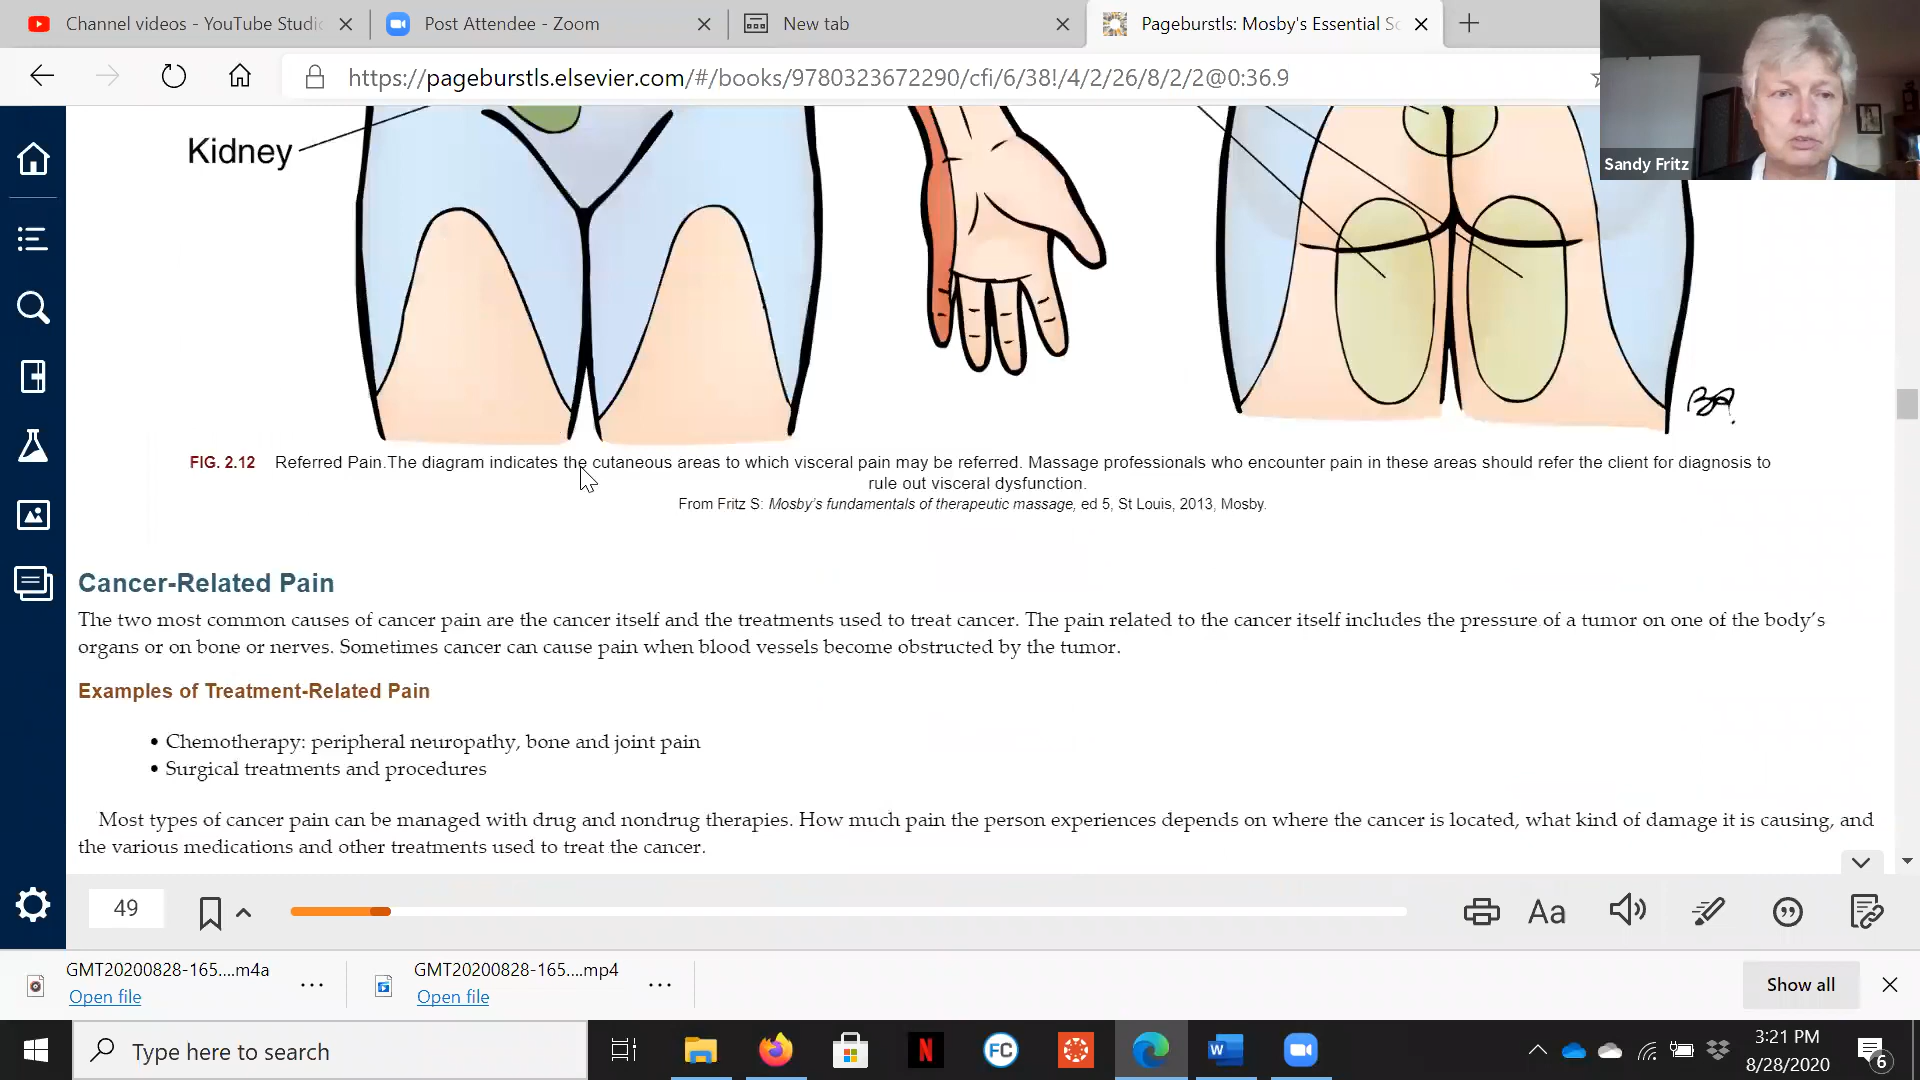 Channel videos - YouTube Studi
Post Attendee - Zoom
New tab
Pageburstls: Mosby's Essential Sc
https://pageburstls.elsevier.com/#/books/9780323672290/cfi/6/38!/4/2/26/8/2/2@0:36.9
Sandy Fritz
Kidney
FIG. 2.12 Referred Pain.The diagram indicates the cutaneous areas to which visceral pain may be referred. Massage professionals who encounter pain in these areas should refer the client for diagnosis to
rule out visceral dysfunction.
From Fritz S: Mosby's fundamentals of therapeutic massage, ed 5, St Louis, 2013, Mosby.
Cancer-Related Pain
The two most common causes of cancer pain are the cancer itself and the treatments used to treat cancer. The pain related to the cancer itself includes the pressure of a tumor on one of the body's
organs or on bone or nerves. Sometimes cancer can cause pain when blood vessels become obstructed by the tumor.
Examples of Treatment-Related Pain
• Chemotherapy: peripheral neuropathy, bone and joint pain
• Surgical treatments and procedures
Most types of cancer pain can be managed with drug and nondrug therapies. How much pain the person experiences depends on where the cancer is located, what kind of damage it is causing, and
the various medications and other treatments used to treat the cancer.
49
Aa
GMT20200828-165....m4a
Open file
GMT20200828-165....mp4
Open file
Show all
Type here to search
N
FC
W
3:21 PM
8/28/2020
6